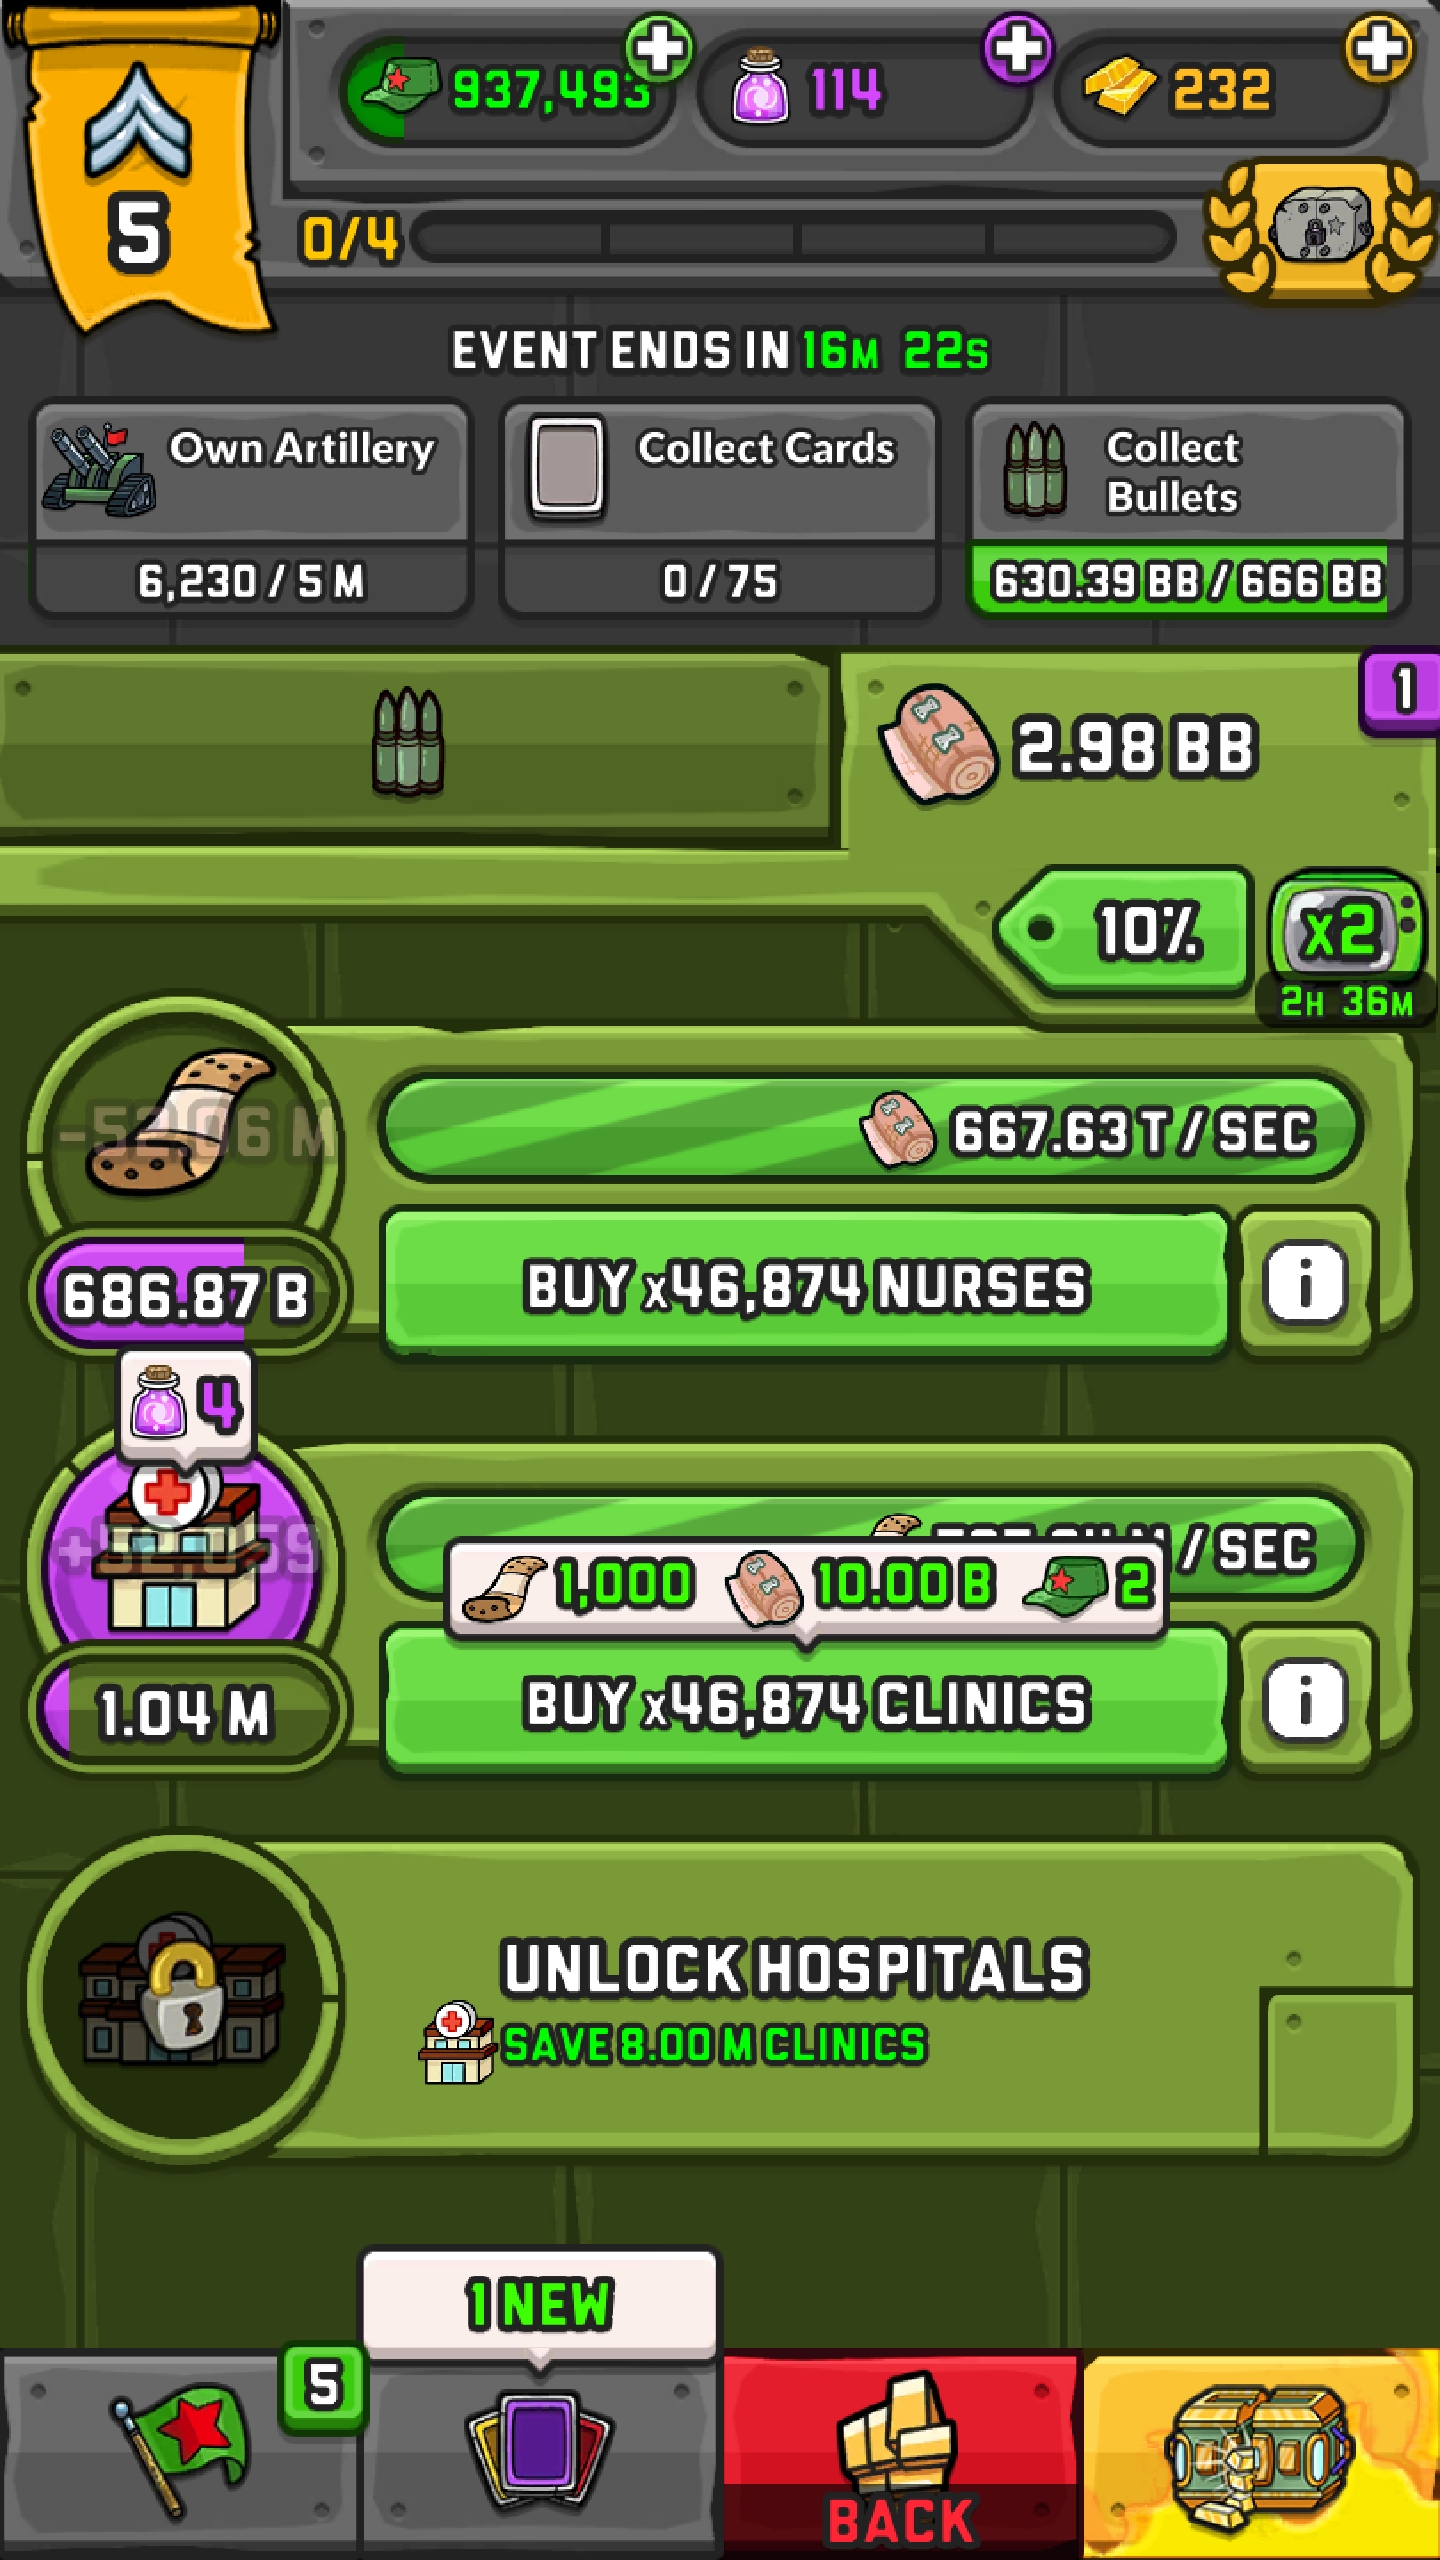 937,493
114
232
5
0/4
EVENT ENDS IN 16M 22S
Own Artillery
6,230 / 5 M
Collect Cards
0 / 75
Collect
Bullets
630.39 BB / 666 BB
2.98 BB
1
10%
x2
2H 36M
-52.06 M
667.63 T / SEC
686.87 B
BUY x46,874 NURSES
4
/ SEC
1,000
10.00 B
2
1.04 M
BUY x46,874 CLINICS
UNLOCK HOSPITALS
SAVE 8.00 M CLINICS
1 NEW
5
BACK